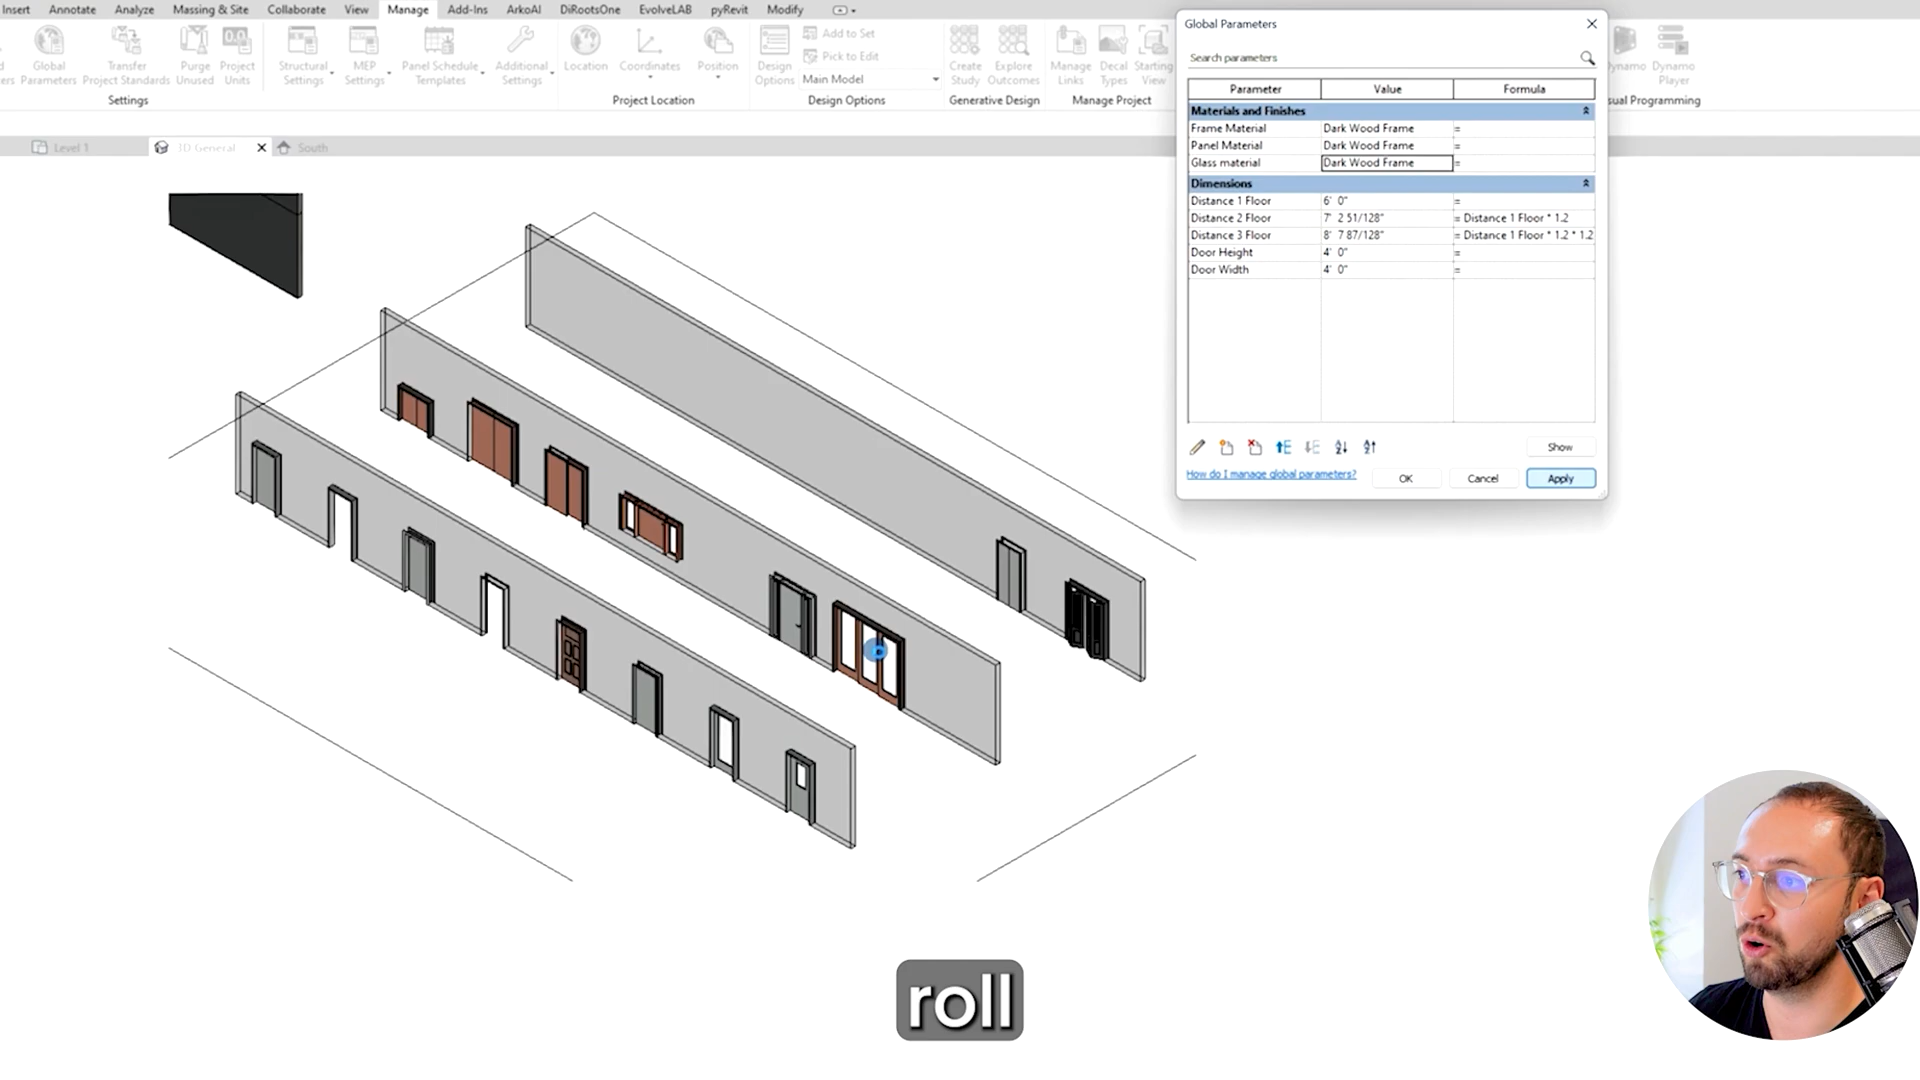 Insert Annotate Analyze Massing & Site Collaborate View Manage Add-Ins ArkoAI DiRootsOne EvolveLAB pyRevit Modify
Global Parameters
Transfer Project Standards
Purge Unused
Project Units
Structural Settings
MEP Settings
Panel Schedule Templates
Additional Settings
Location
Coordinates
Position
Design Options
Add to Set
Pick to Edit
Main Model
Create Study
Explore Outcomes
Manage Links
Decal Types
Starting View
Dynamo Player
Settings
Project Location
Design Options
Generative Design
Manage Project
Level 1
3D General
South
Global Parameters
Search parameters
Parameter Value Formula
Materials and Finishes
Frame Material Dark Wood Frame =
Panel Material Dark Wood Frame =
Glass material Dark Wood Frame =
Dimensions
Distance 1 Floor 6' 0" =
Distance 2 Floor 7' 2 51/128" = Distance 1 Floor * 1.2
Distance 3 Floor 8' 7 87/128" = Distance 1 Floor * 1.2 * 1.2
Door Height 4' 0" =
Door Width 4' 0" =
Show
How do I manage global parameters?
OK Cancel Apply
roll